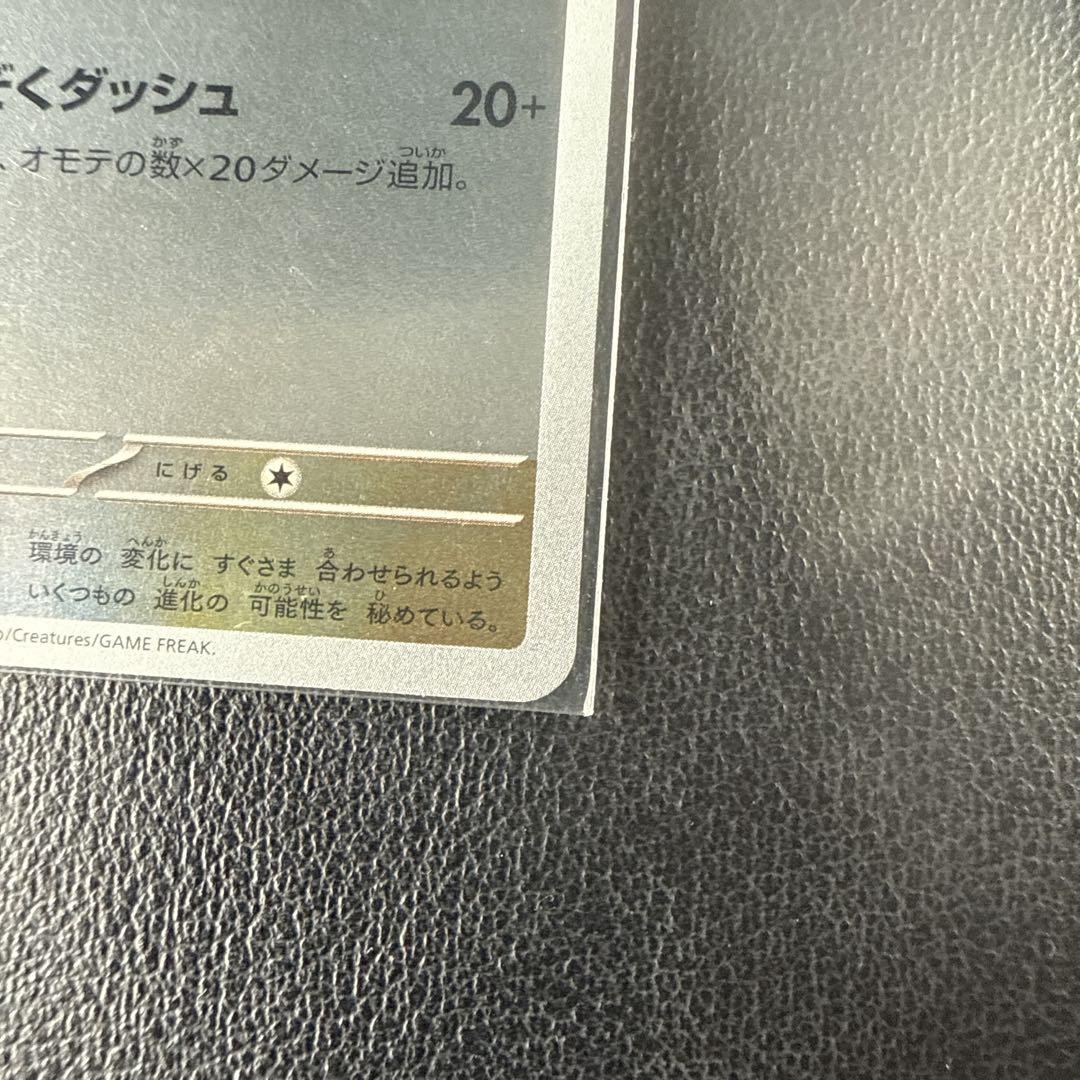 くダッシュ 20+
、オモテの数×20ダメージ追加。
にげる
環境の 変化に すぐさま 合わせられるよう
いくつもの 進化の 可能性を 秘めている。
/Creatures/GAME FREAK.